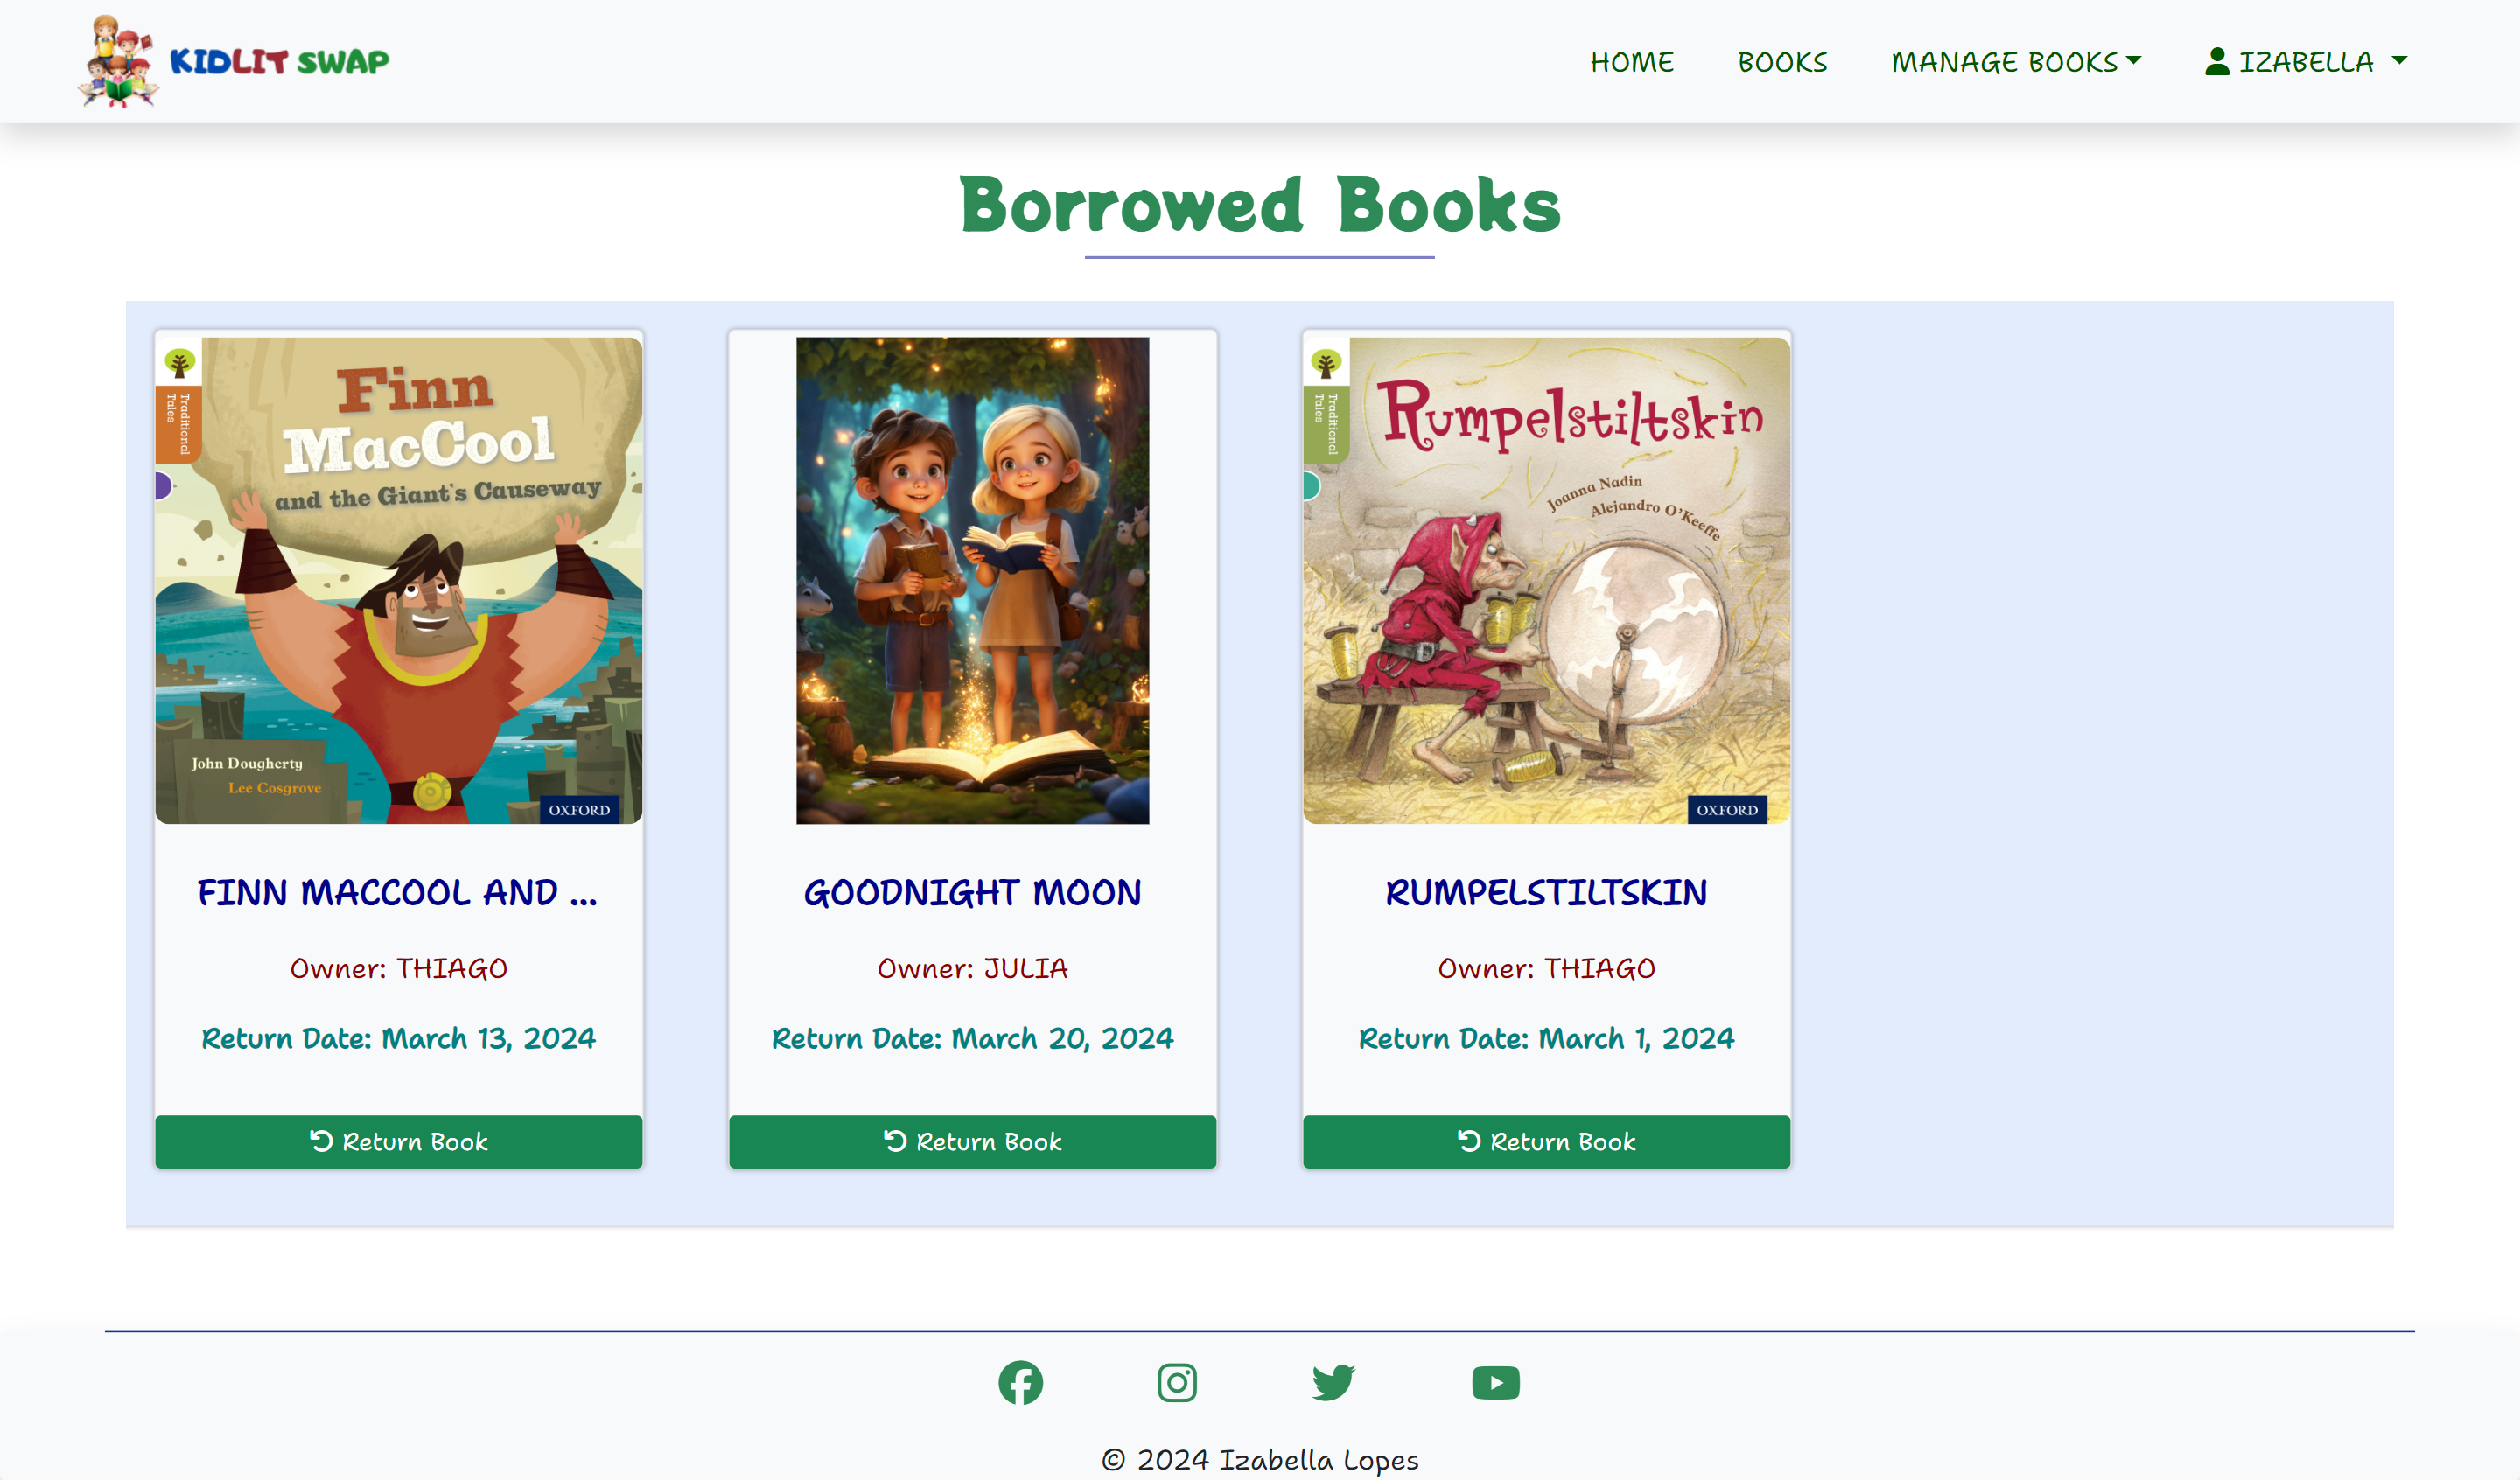 KIDLIT SWAP
HOME
BOOKS
MANAGE BOOKS
IZABELLA
Borrowed Books
Traditional
Tales
Finn
MacCool
and the Giant's Causeway
John Dougherty
Lee Cosgrove
OXFORD
FINN MACCOOL AND ...
Owner: THIAGO
Return Date: March 13, 2024
Return Book
GOODNIGHT MOON
Owner: JULIA
Return Date: March 20, 2024
Return Book
Traditional
Tales
Rumpelstiltskin
Joanna Nadin
Alejandro O'Keeffe
OXFORD
RUMPELSTILTSKIN
Owner: THIAGO
Return Date: March 1, 2024
Return Book
© 2024 Izabella Lopes